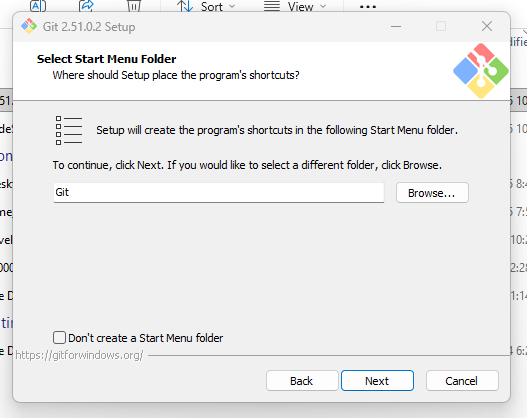 Sort
View
Git 2.51.0.2 Setup
Select Start Menu Folder
Where should Setup place the program's shortcuts?
Setup will create the program's shortcuts in the following Start Menu folder.
To continue, click Next. If you would like to select a different folder, click Browse.
Git
Browse...
Don't create a Start Menu folder
https://gitforwindows.org/
Back
Next
Cancel